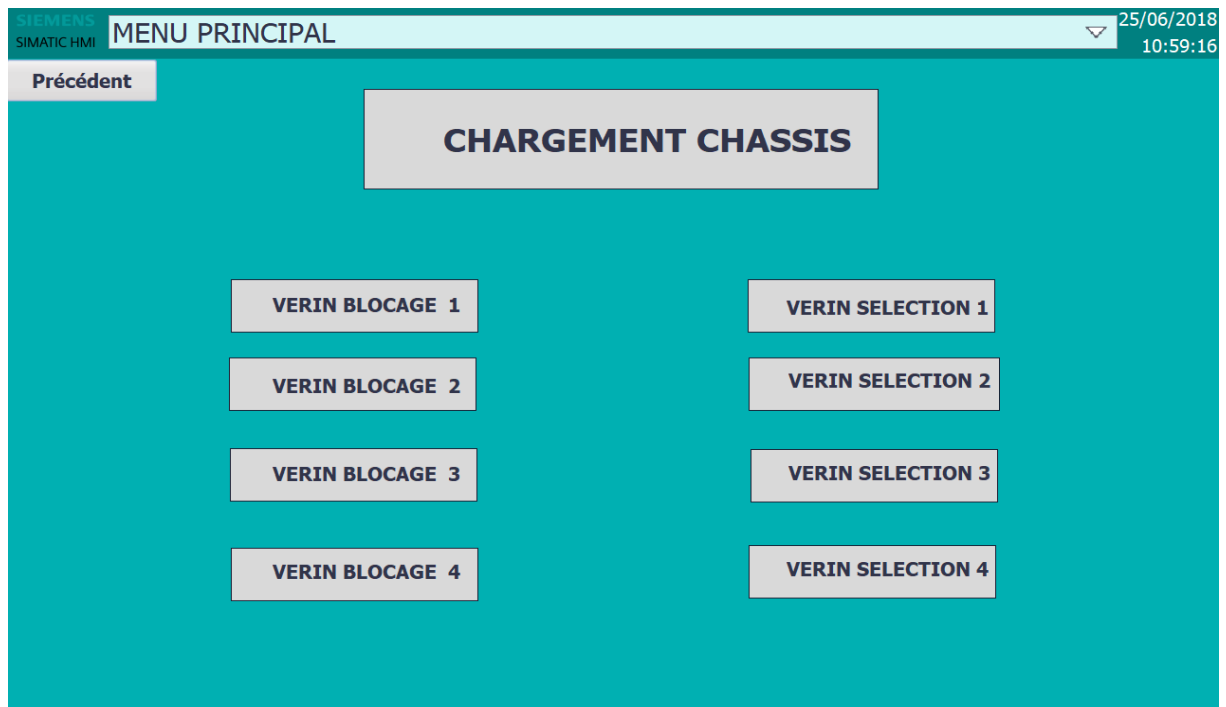 SIEMENS
SIMATIC HMI
MENU PRINCIPAL
25/06/2018
10:59:16
Précédent
CHARGEMENT CHASSIS
VERIN BLOCAGE 1
VERIN SELECTION 1
VERIN BLOCAGE 2
VERIN SELECTION 2
VERIN BLOCAGE 3
VERIN SELECTION 3
VERIN BLOCAGE 4
VERIN SELECTION 4